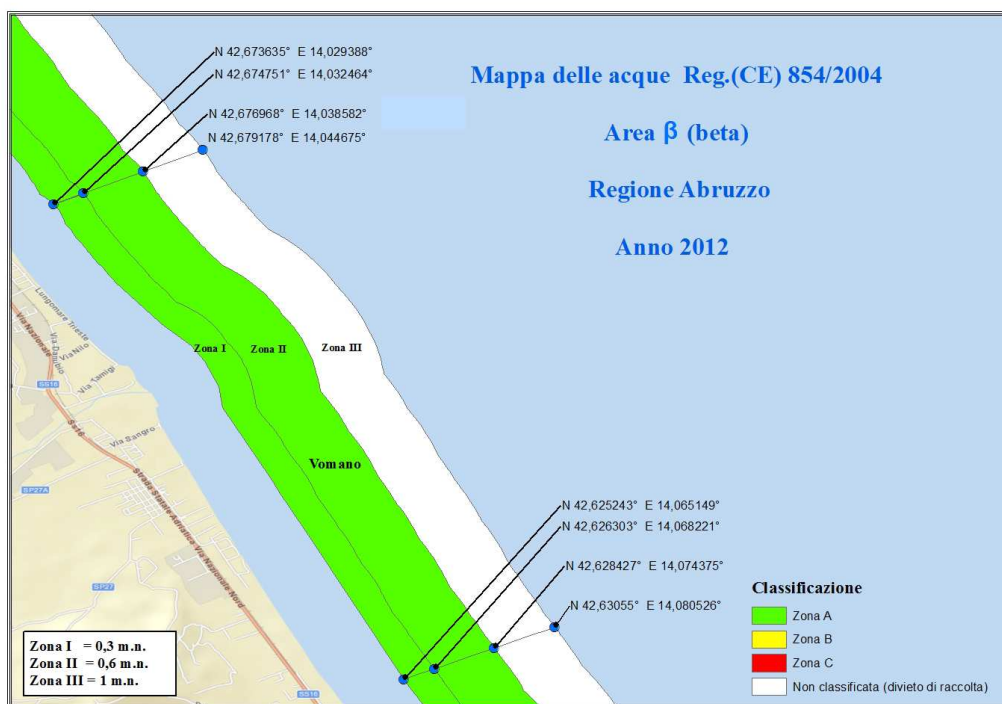 N 42,673635° E 14,029388°
N 42,674751° E 14,032464°
N 42,676968° E 14,038582°
N 42,679178° E 14,044675°
Mappa delle acque Reg.(CE) 854/2004
Area β (beta)
Regione Abruzzo
Anno 2012
Lungomare Trieste
Via Nazionale
Via Danubio
Via Nilo
Via Tamigi
SS16
Ss16
Via Sangro
SP27A
Strada Statale Adriatica Via Nazionale Nord
SP27
SS16
Zona I
Zona II
Zona III
Vomano
N 42,625243° E 14,065149°
N 42,626303° E 14,068221°
N 42,628427° E 14,074375°
N 42,63055° E 14,080526°
Classificazione
Zona A
Zona B
Zona C
Non classificata (divieto di raccolta)
Zona I = 0,3 m.n.
Zona II = 0,6 m.n.
Zona III = 1 m.n.